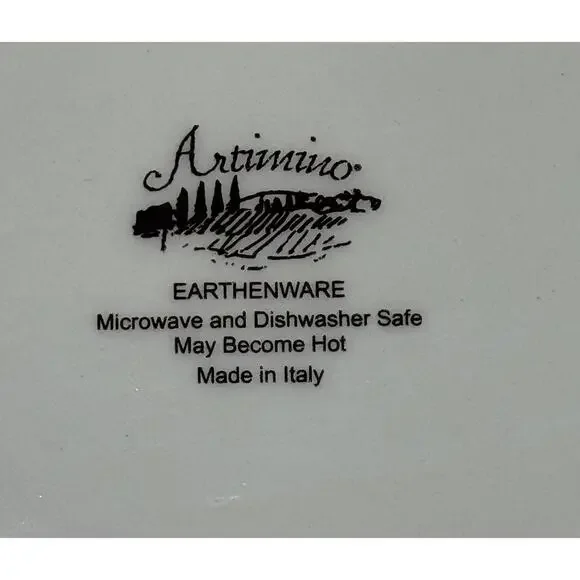 Artimino®
EARTHENWARE
Microwave and Dishwasher Safe
May Become Hot
Made in Italy